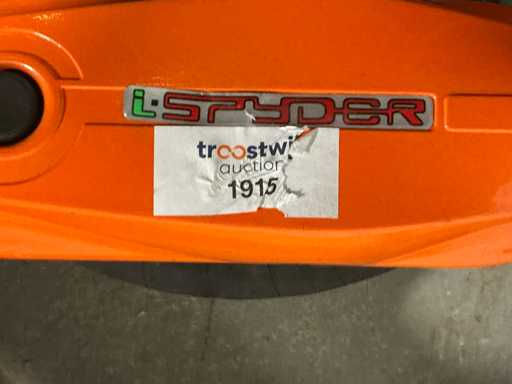 i-SPYDER
troostwi
auction
1915